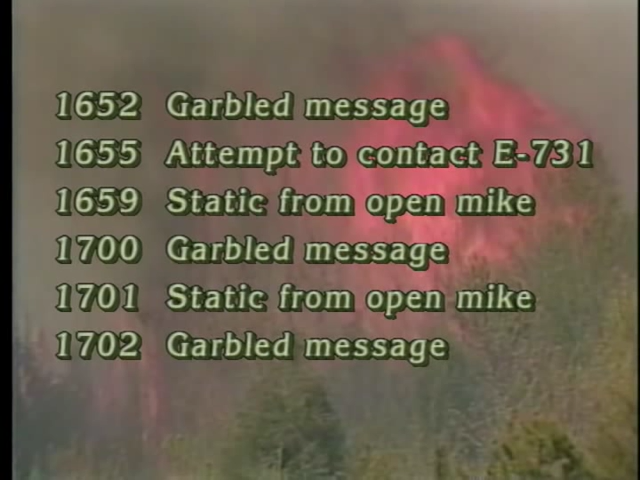 1652 Garbled message
1655 Attempt to contact E-731
1659 Static from open mike
1700 Garbled message
1701 Static from open mike
1702 Garbled message